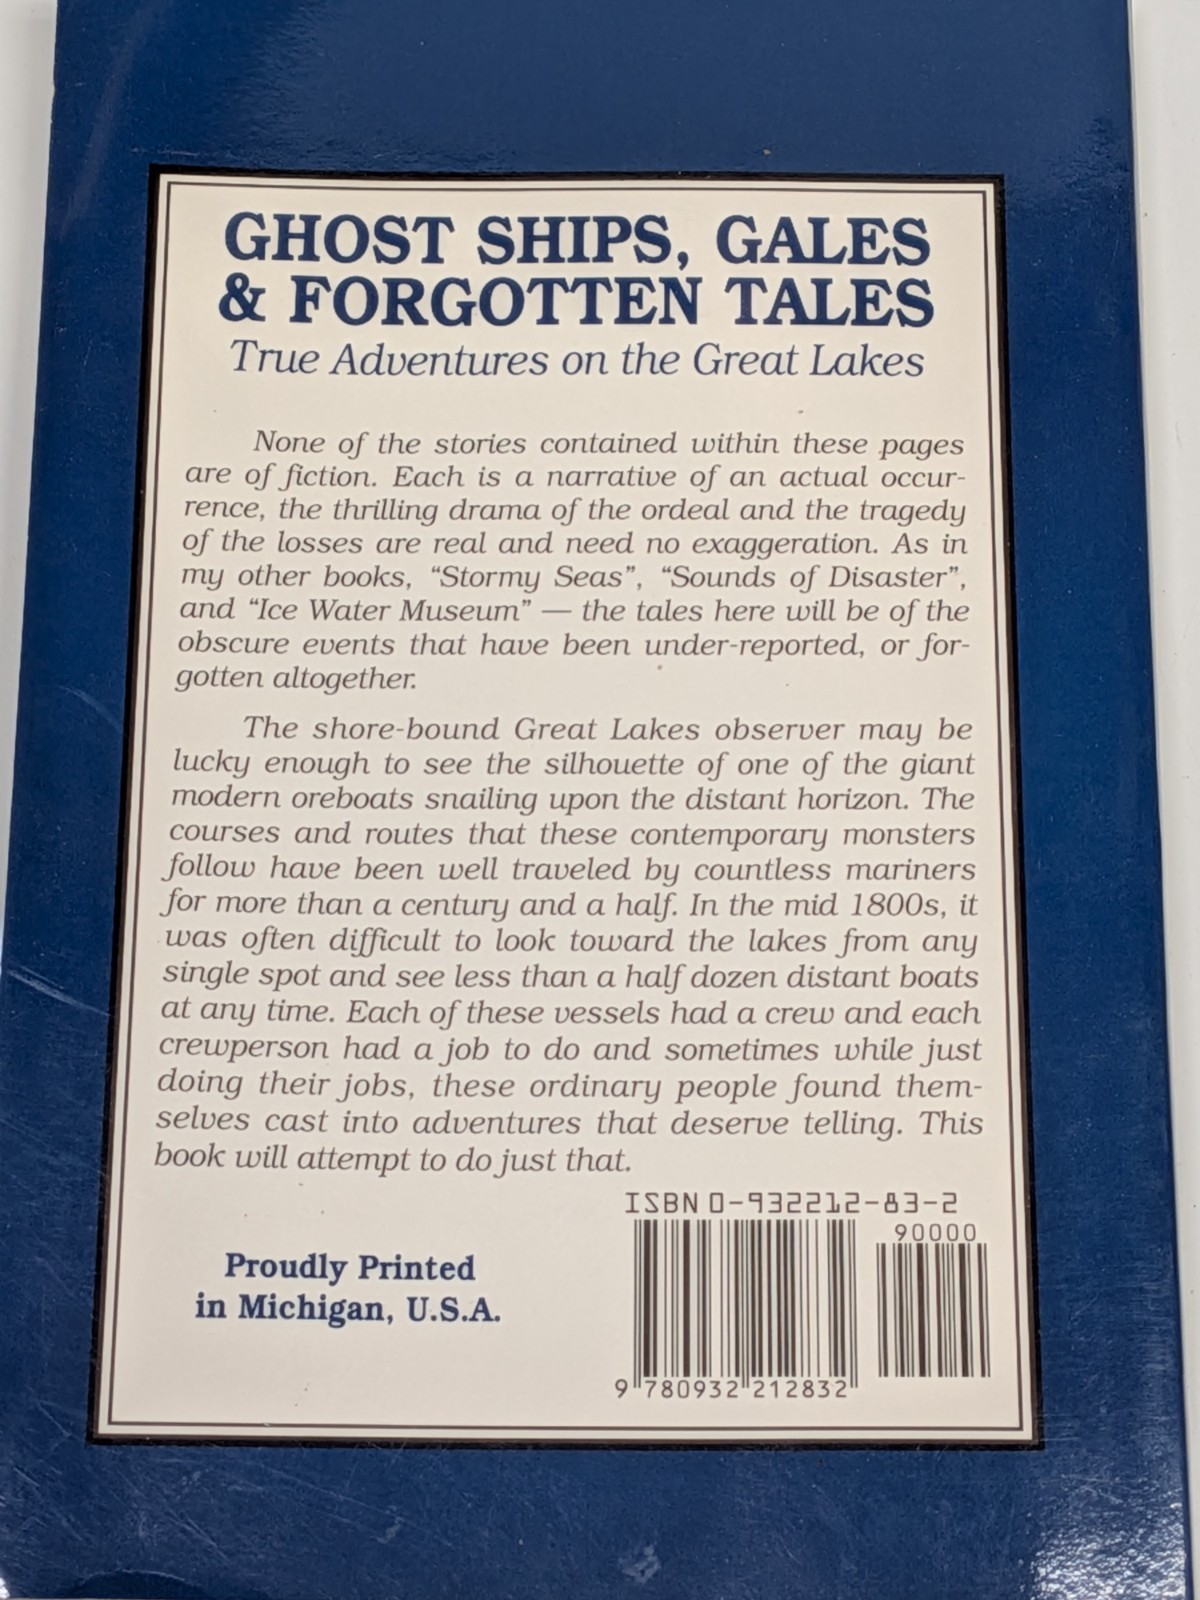 GHOST SHIPS, GALES
& FORGOTTEN TALES
True Adventures on the Great Lakes
None of the stories contained within these pages
are of fiction. Each is a narrative of an actual occur-
rence, the thrilling drama of the ordeal and the tragedy
of the losses are real and need no exaggeration. As in
my other books, “Stormy Seas”, “Sounds of Disaster”,
and “Ice Water Museum” — the tales here will be of the
obscure events that have been under-reported, or for-
gotten altogether.
The shore-bound Great Lakes observer may be
lucky enough to see the silhouette of one of the giant
modern oreboats snailing upon the distant horizon. The
courses and routes that these contemporary monsters
follow have been well traveled by countless mariners
for more than a century and a half. In the mid 1800s, it
was often difficult to look toward the lakes from any
single spot and see less than a half dozen distant boats
at any time. Each of these vessels had a crew and each
crewperson had a job to do and sometimes while just
doing their jobs, these ordinary people found them-
selves cast into adventures that deserve telling. This
book will attempt to do just that.
ISBN 0-932212-83-2
90000
Proudly Printed
in Michigan, U.S.A.
9 780932 212832